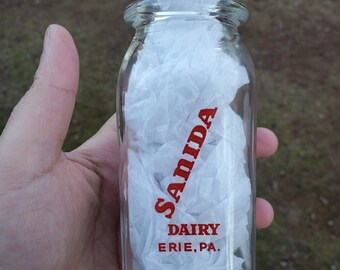 SANIDA
DAIRY
ERIE, PA.